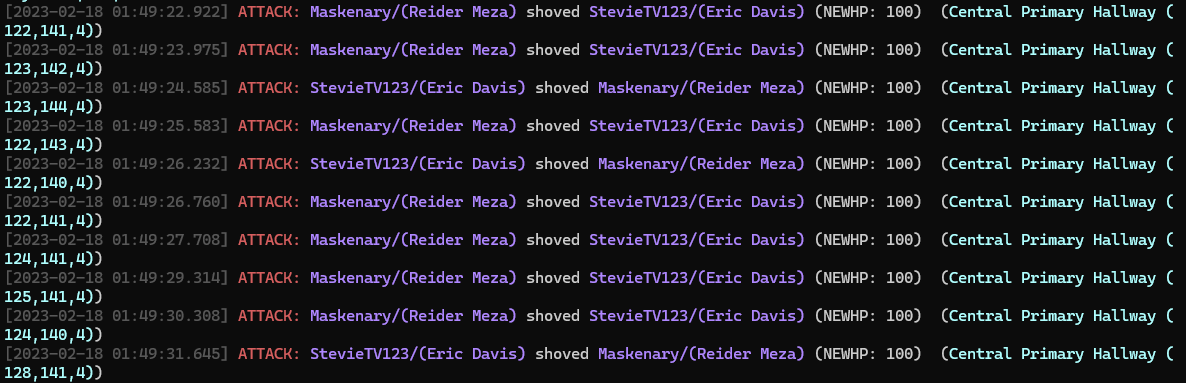 [2023-02-18 01:49:22.922] ATTACK: Maskenary/(Reider Meza) shoved StevieTV123/(Eric Davis) (NEWHP: 100)  (Central Primary Hallway (
122,141,4))
[2023-02-18 01:49:23.975] ATTACK: Maskenary/(Reider Meza) shoved StevieTV123/(Eric Davis) (NEWHP: 100)  (Central Primary Hallway (
123,142,4))
[2023-02-18 01:49:24.585] ATTACK: StevieTV123/(Eric Davis) shoved Maskenary/(Reider Meza) (NEWHP: 100)  (Central Primary Hallway (
123,144,4))
[2023-02-18 01:49:25.583] ATTACK: Maskenary/(Reider Meza) shoved StevieTV123/(Eric Davis) (NEWHP: 100)  (Central Primary Hallway (
122,143,4))
[2023-02-18 01:49:26.232] ATTACK: StevieTV123/(Eric Davis) shoved Maskenary/(Reider Meza) (NEWHP: 100)  (Central Primary Hallway (
122,140,4))
[2023-02-18 01:49:26.760] ATTACK: Maskenary/(Reider Meza) shoved StevieTV123/(Eric Davis) (NEWHP: 100)  (Central Primary Hallway (
122,141,4))
[2023-02-18 01:49:27.708] ATTACK: Maskenary/(Reider Meza) shoved StevieTV123/(Eric Davis) (NEWHP: 100)  (Central Primary Hallway (
124,141,4))
[2023-02-18 01:49:29.314] ATTACK: Maskenary/(Reider Meza) shoved StevieTV123/(Eric Davis) (NEWHP: 100)  (Central Primary Hallway (
125,141,4))
[2023-02-18 01:49:30.308] ATTACK: Maskenary/(Reider Meza) shoved StevieTV123/(Eric Davis) (NEWHP: 100)  (Central Primary Hallway (
124,140,4))
[2023-02-18 01:49:31.645] ATTACK: StevieTV123/(Eric Davis) shoved Maskenary/(Reider Meza) (NEWHP: 100)  (Central Primary Hallway (
128,141,4))